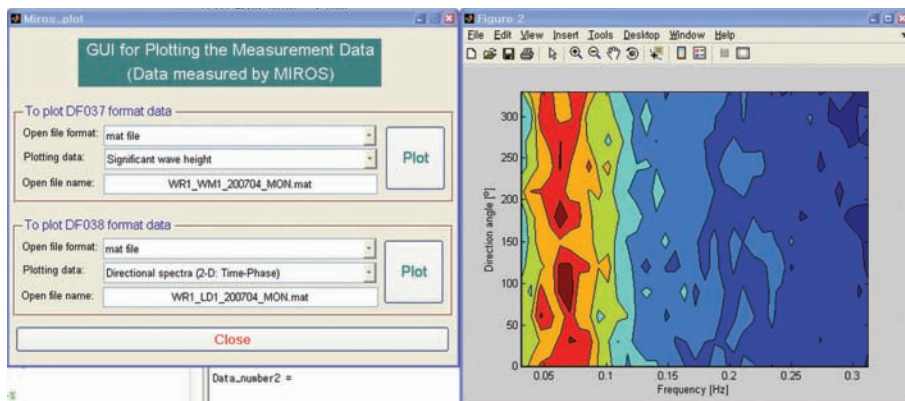 Miros_plot
GUI for Plotting the Measurement Data
(Data measured by MIROS)
To plot DF037 format data
Open file format:
mat file
Plotting data:
Significant wave height
Open file name:
WR1_WM1_200704_MON.mat
Plot
To plot DF038 format data
Open file format:
mat file
Plotting data:
Directional spectra (2-D: Time-Phase)
Open file name:
WR1_LD1_200704_MON.mat
Plot
Close
Data_number2 =
Figure 2
File Edit View Insert Tools Desktop Window Help
Direction angle [º]
300
250
200
150
100
50
0
0.05 0.1 0.15 0.2 0.25 0.3
Frequency [Hz]